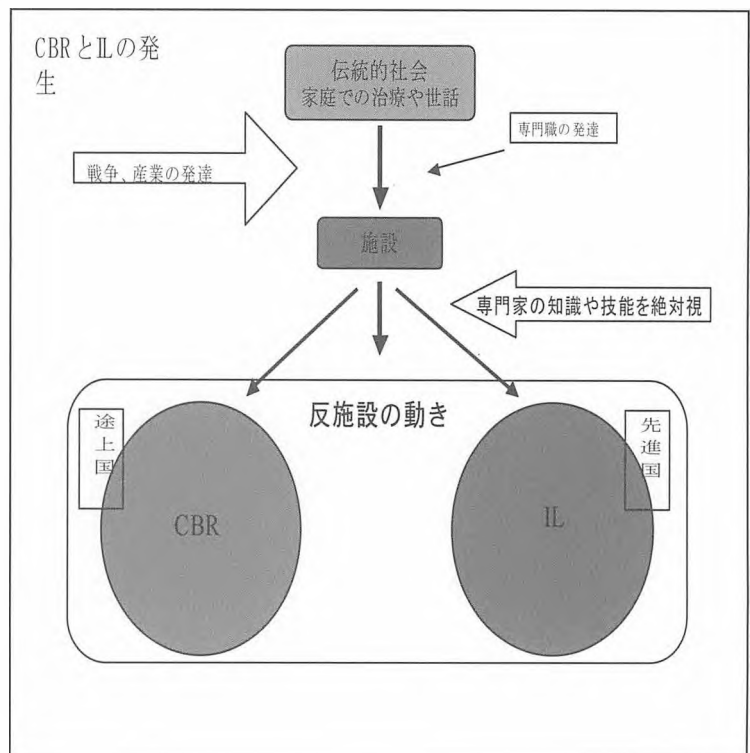 CBRとILの発
生
伝統的社会
家庭での治療や世話
専門職の発達
戦争、産業の発達
施設
専門家の知識や技能を絶対視
反施設の動き
途上国
先進国
CBR
IL